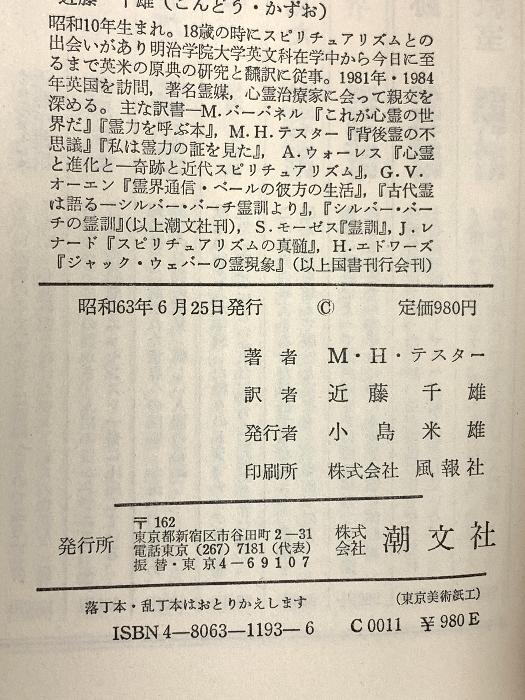 近藤 千雄(こんどう・かずお)
昭和10年生まれ。18歳の時にスピリチュアリズムとの
出会いがあり明治学院大学英文科在学中から今日に至
るまで英米の原典の研究と翻訳に従事。1981年・1984
年英国を訪問，著名霊媒，心霊治療家に会って親交を
深める。主な訳書―M.バーバネル『これが心霊の世
界だ』『霊力を呼ぶ本』，M.H.テスター『背後霊の不
思議』『私は霊力の証を見た』，A.ウォーレス『心霊
と進化と―奇跡と近代スピリチュアリズム』，G.V.
オーエン『霊界通信・ベールの彼方の生活』，『古代霊
は語る―シルバー・バーチ霊訓より』，『シルバー・バー
チの霊訓』(以上潮文社刊)，S.モーゼス『霊訓』，J.レ
ナード『スピリチュアリズムの真髄』，H.エドワーズ
『ジャック・ウェバーの霊現象』(以上国書刊行会刊)
昭和63年6月25日発行 © 定価980円
著者 M・H・テスター
訳者 近藤千雄
発行者 小島米雄
印刷所 株式会社 風報社
発行所
〒162
東京都新宿区市谷田町2―31
電話東京 (267) 7181 (代表)
振替・東京4―69107
株式会社 潮文社
落丁本・乱丁本はおとりかえします (東京美術紙工)
ISBN4―8063―1193―6 C0011 ￥980E